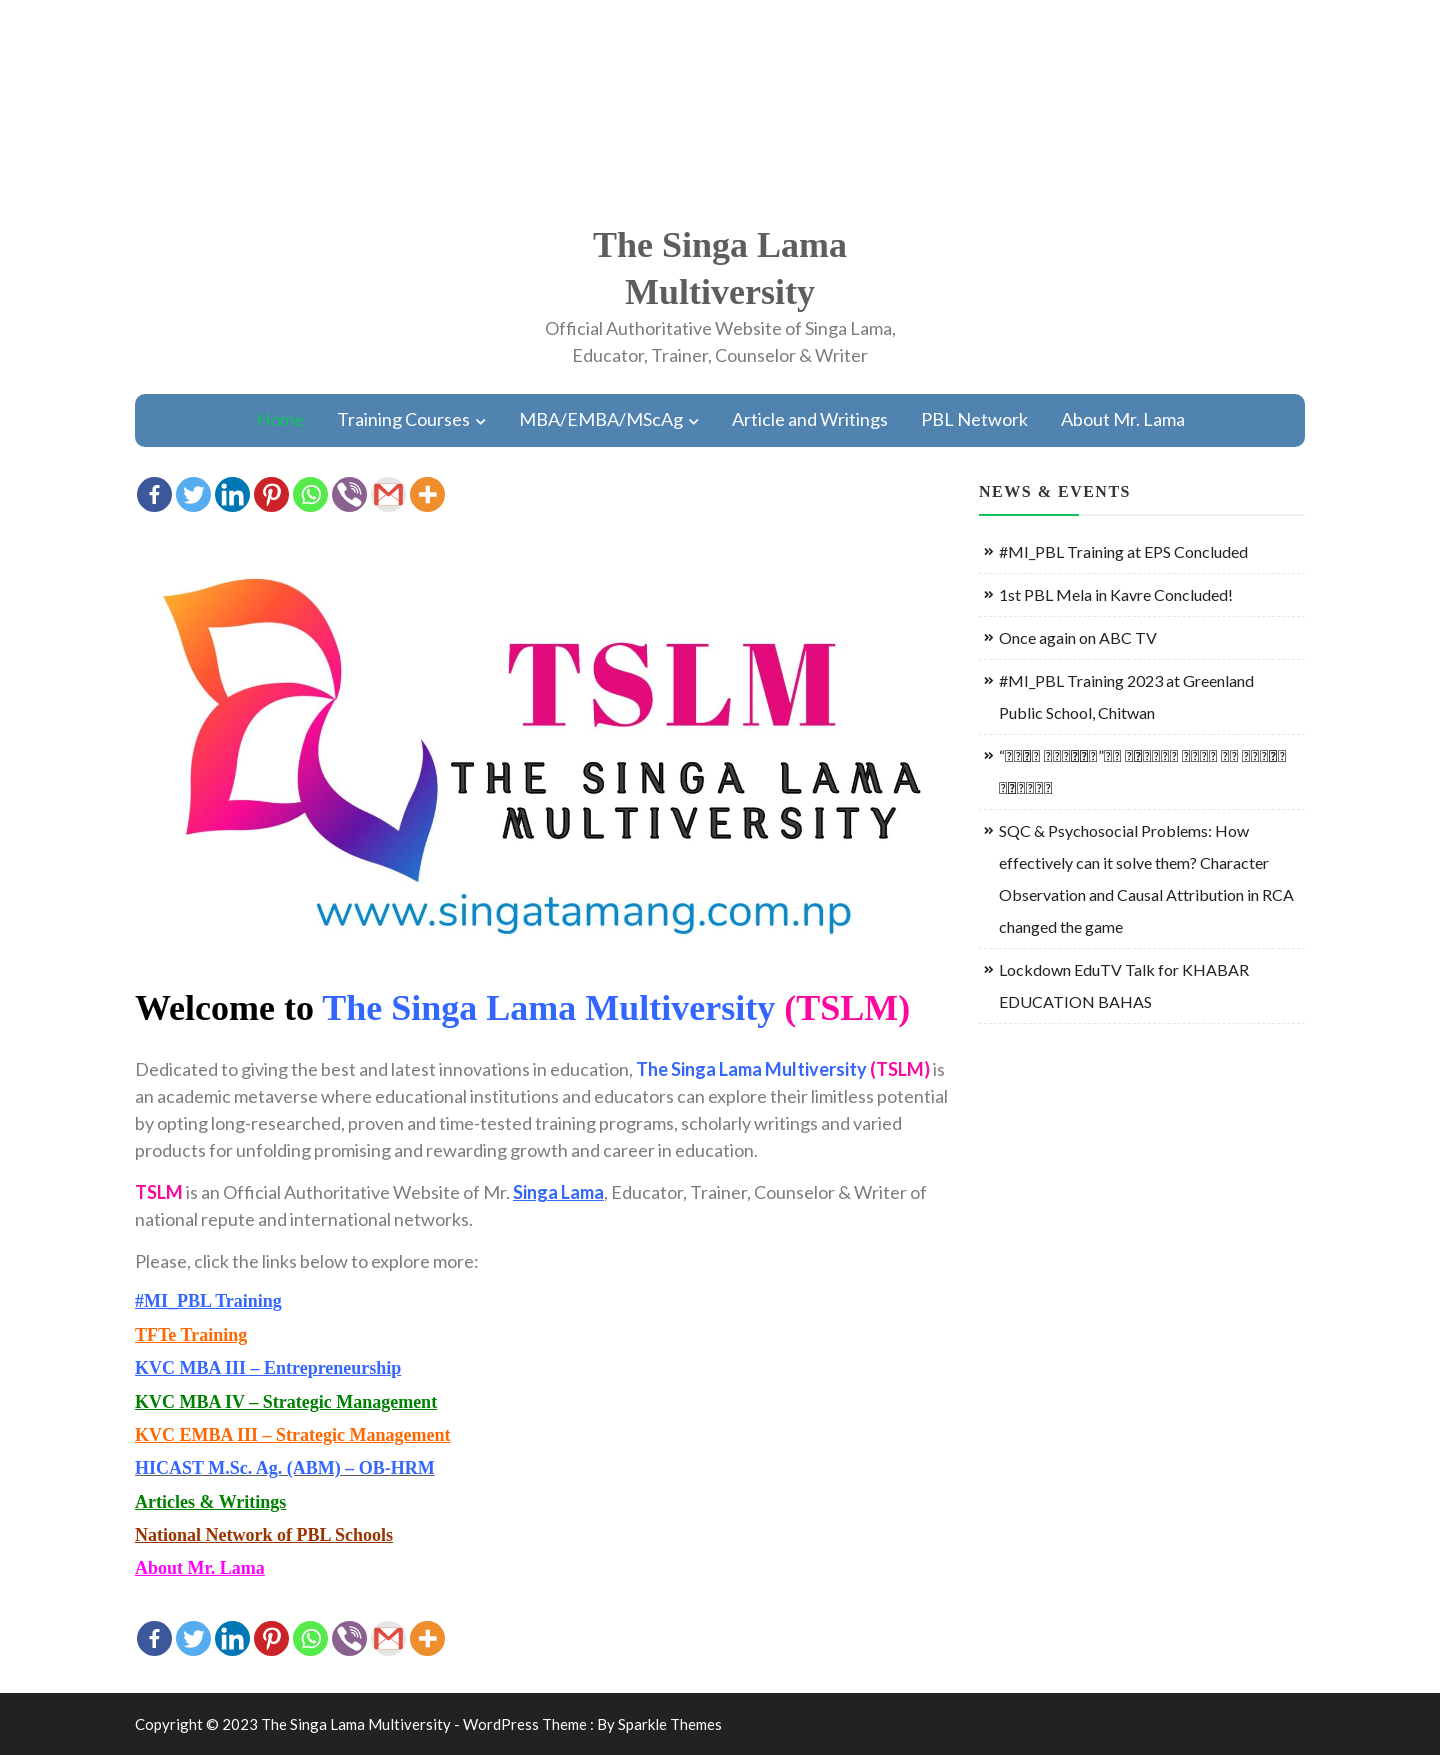 The Singa Lama
Multiversity
Official Authoritative Website of Singa Lama,
Educator, Trainer, Counselor & Writer
Home Training Courses MBA/EMBA/MScAg Article and Writings PBL Network About Mr. Lama
TSLM
THE SINGA LAMA
MULTIVERSITY
www.singatamang.com.np
Welcome to The Singa Lama Multiversity (TSLM)
Dedicated to giving the best and latest innovations in education, The Singa Lama Multiversity (TSLM) is
an academic metaverse where educational institutions and educators can explore their limitless potential
by opting long-researched, proven and time-tested training programs, scholarly writings and varied
products for unfolding promising and rewarding growth and career in education.
TSLM is an Official Authoritative Website of Mr. Singa Lama, Educator, Trainer, Counselor & Writer of
national repute and international networks.
Please, click the links below to explore more:
#MI_PBL Training
TFTe Training
KVC MBA III – Entrepreneurship
KVC MBA IV – Strategic Management
KVC EMBA III – Strategic Management
HICAST M.Sc. Ag. (ABM) – OB-HRM
Articles & Writings
National Network of PBL Schools
About Mr. Lama
NEWS & EVENTS
#MI_PBL Training at EPS Concluded
1st PBL Mela in Kavre Concluded!
Once again on ABC TV
#MI_PBL Training 2023 at Greenland
Public School, Chitwan
SQC & Psychosocial Problems: How
effectively can it solve them? Character
Observation and Causal Attribution in RCA
changed the game
Lockdown EduTV Talk for KHABAR
EDUCATION BAHAS
Copyright © 2023 The Singa Lama Multiversity - WordPress Theme : By Sparkle Themes